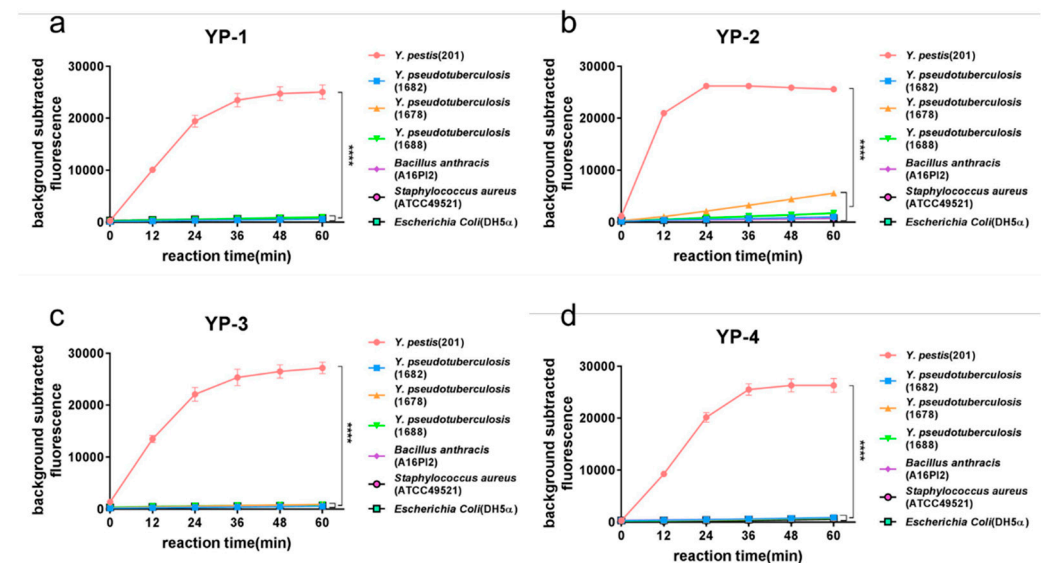 a
YP-1
30000
20000
10000
0
0 12 24 36 48 60
background subtracted
fluorescence
reaction time(min)
****
Y. pestis(201)
Y. pseudotuberculosis
(1682)
Y. pseudotuberculosis
(1678)
Y. pseudotuberculosis
(1688)
Bacillus anthracis
(A16PI2)
Staphylococcus aureus
(ATCC49521)
Escherichia Coli(DH5α)
b
YP-2
30000
20000
10000
0
0 12 24 36 48 60
background subtracted
fluorescence
reaction time(min)
****
Y. pestis(201)
Y. pseudotuberculosis
(1682)
Y. pseudotuberculosis
(1678)
Y. pseudotuberculosis
(1688)
Bacillus anthracis
(A16PI2)
Staphylococcus aureus
(ATCC49521)
Escherichia Coli(DH5α)
c
YP-3
30000
20000
10000
0
0 12 24 36 48 60
background subtracted
fluorescence
reaction time(min)
****
Y. pestis(201)
Y. pseudotuberculosis
(1682)
Y. pseudotuberculosis
(1678)
Y. pseudotuberculosis
(1688)
Bacillus anthracis
(A16PI2)
Staphylococcus aureus
(ATCC49521)
Escherichia Coli(DH5α)
d
YP-4
30000
20000
10000
0
0 12 24 36 48 60
background subtracted
fluorescence
reaction time(min)
****
Y. pestis(201)
Y. pseudotuberculosis
(1682)
Y. pseudotuberculosis
(1678)
Y. pseudotuberculosis
(1688)
Bacillus anthracis
(A16PI2)
Staphylococcus aureus
(ATCC49521)
Escherichia Coli(DH5α)